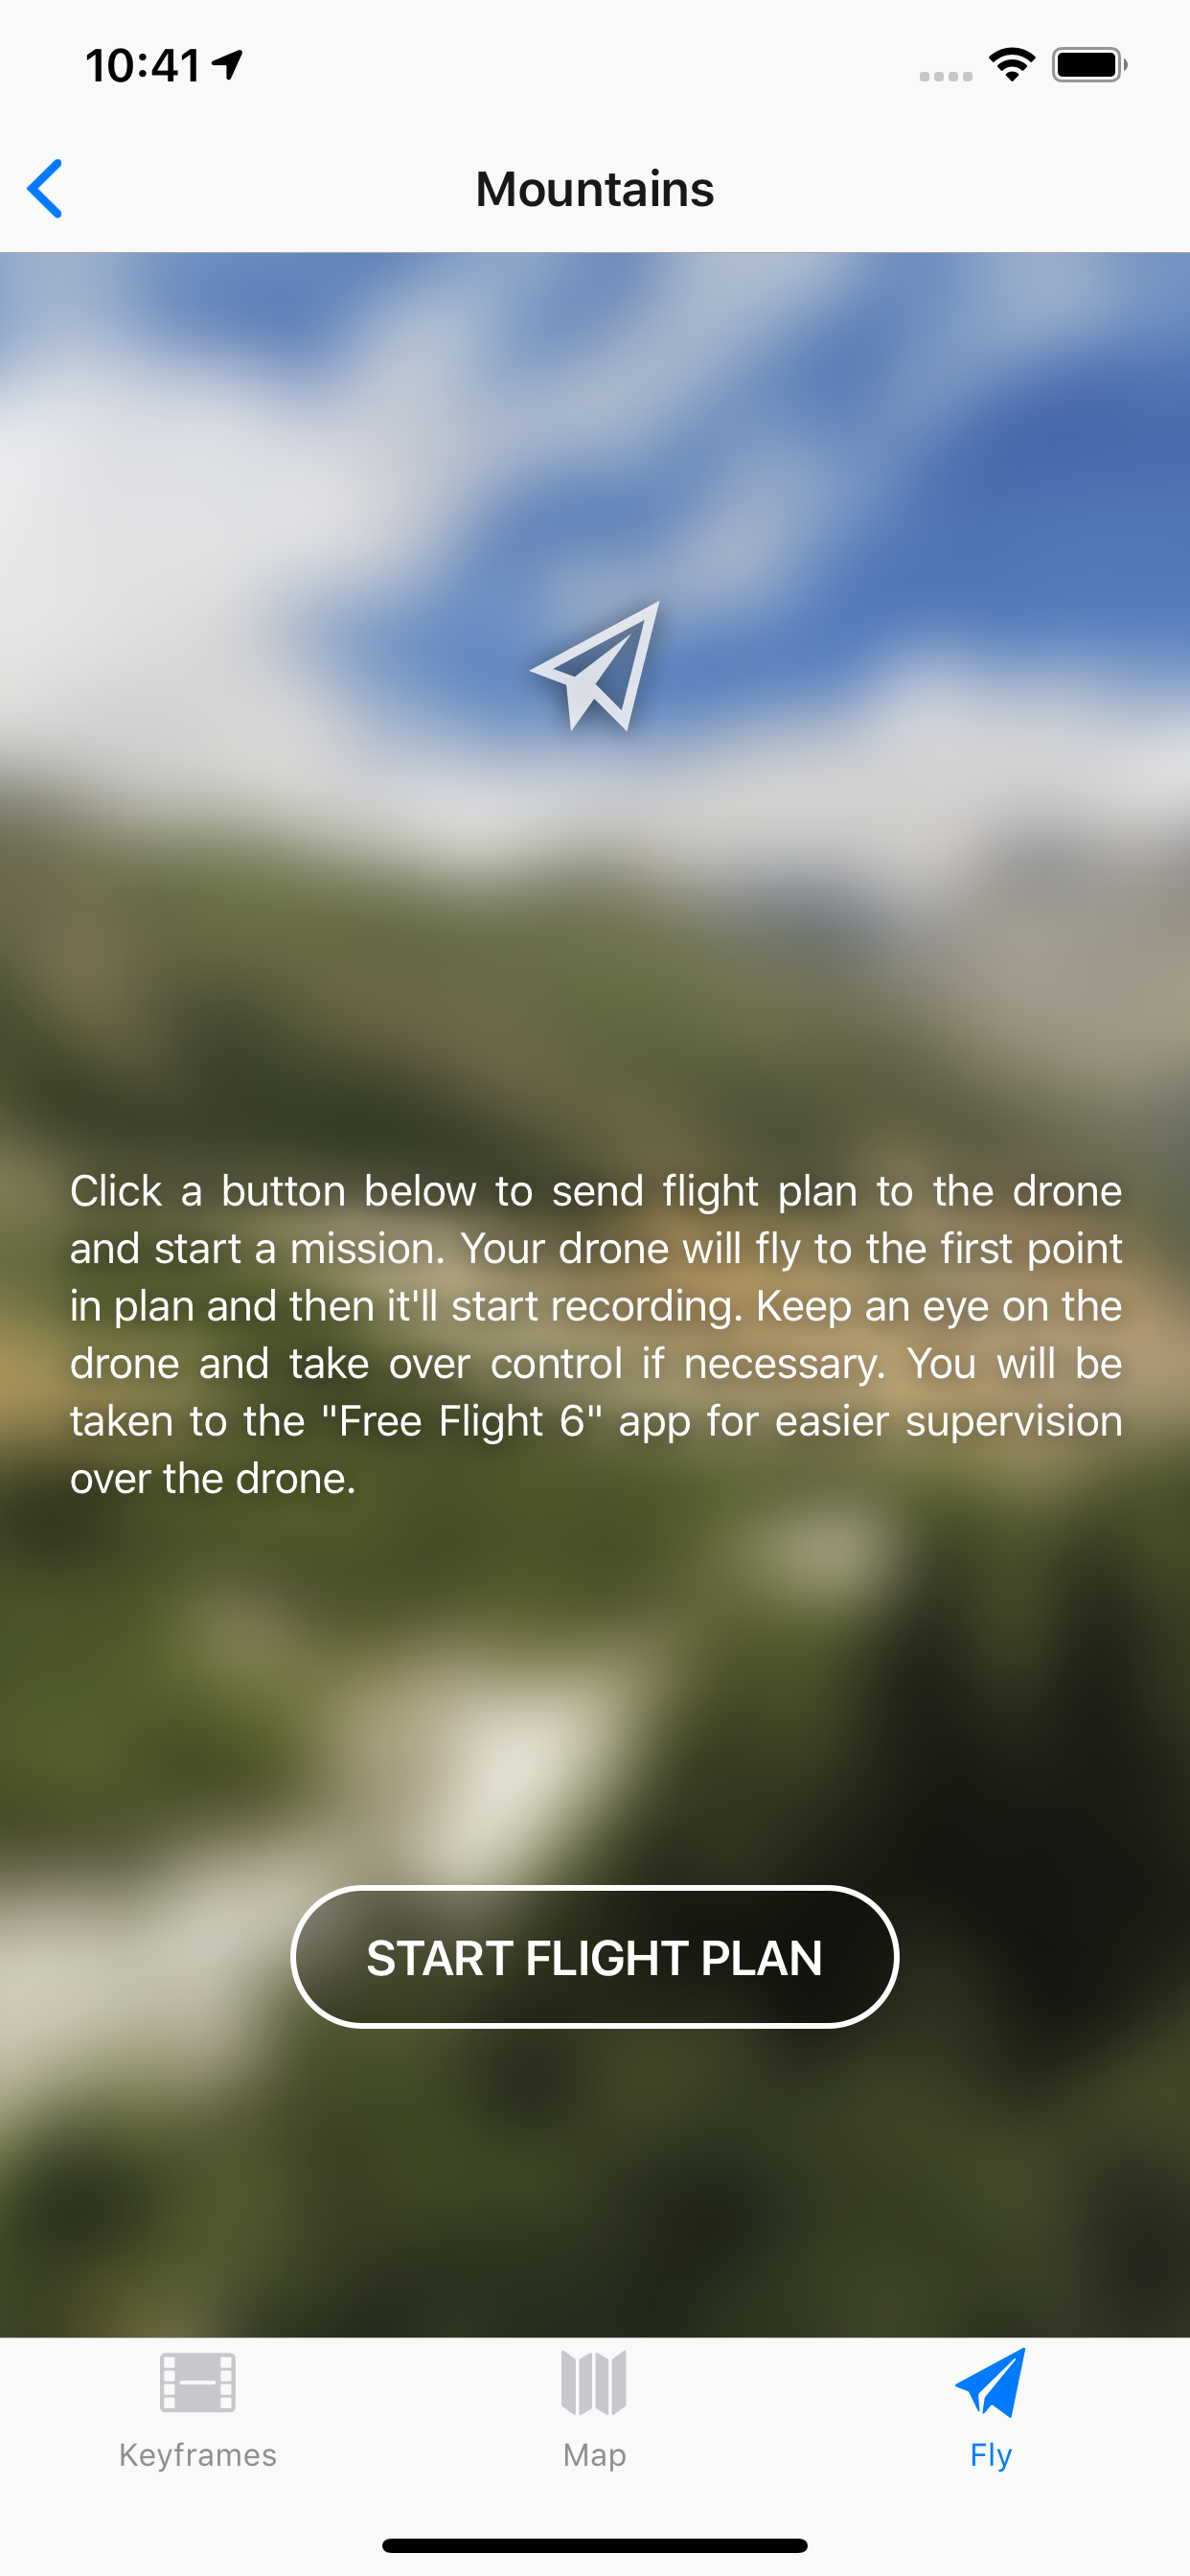 10:41
Mountains
Click a button below to send flight plan to the drone
and start a mission. Your drone will fly to the first point
in plan and then it'll start recording. Keep an eye on the
drone and take over control if necessary. You will be
taken to the "Free Flight 6" app for easier supervision
over the drone.
START FLIGHT PLAN
Keyframes
Map
Fly